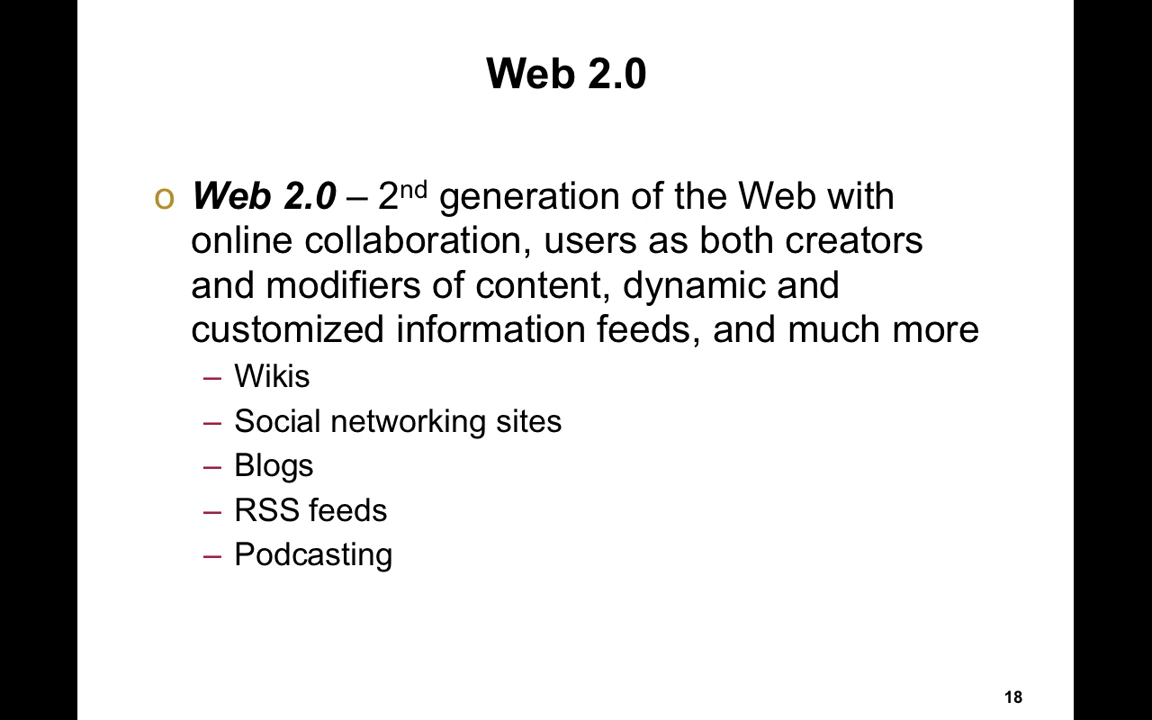 Web 2.0
o Web 2.0 – 2nd generation of the Web with
online collaboration, users as both creators
and modifiers of content, dynamic and
customized information feeds, and much more
– Wikis
– Social networking sites
– Blogs
– RSS feeds
– Podcasting
18